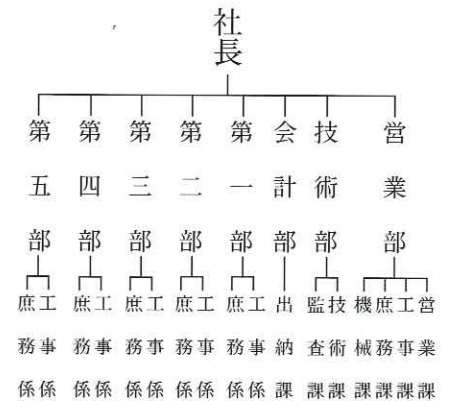 社長
営業部
技術部
会計部
第一部
第二部
第三部
第四部
第五部
営業課
工事課
庶務課
機械課
技術課
監査課
出納課
工事係
庶務係
工事係
庶務係
工事係
庶務係
工事係
庶務係
工事係
庶務係